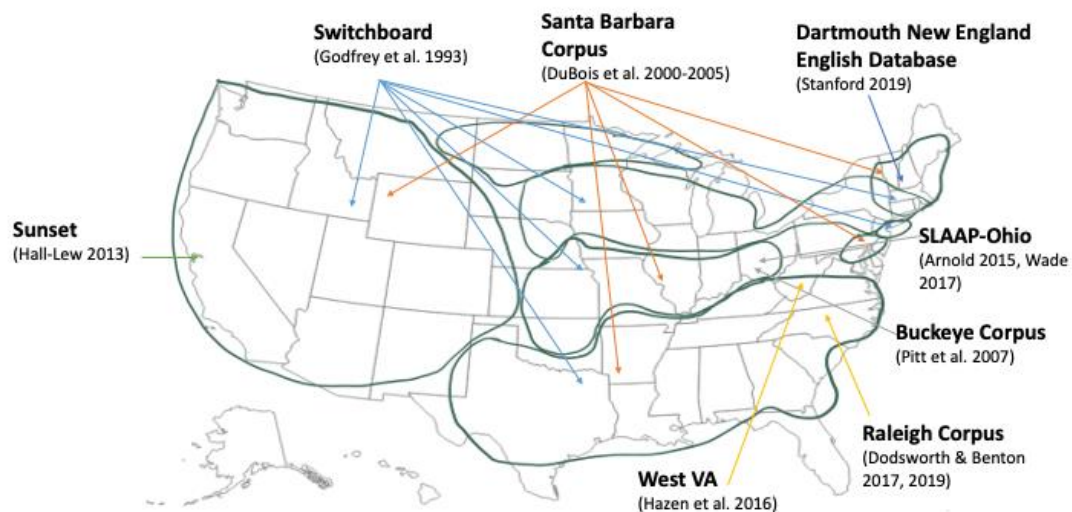 Switchboard
(Godfrey et al. 1993)
Santa Barbara
Corpus
(DuBois et al. 2000-2005)
Dartmouth New England
English Database
(Stanford 2019)
Sunset
(Hall-Lew 2013)
SLAAP-Ohio
(Arnold 2015, Wade
2017)
Buckeye Corpus
(Pitt et al. 2007)
Raleigh Corpus
(Dodsworth & Benton
2017, 2019)
West VA
(Hazen et al. 2016)